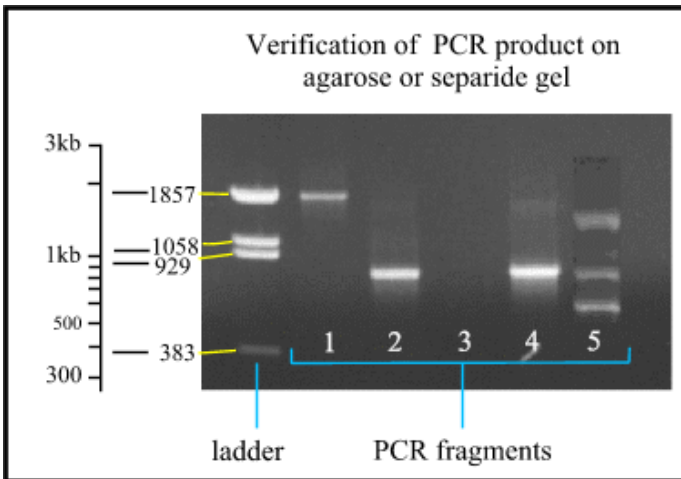 Verification of PCR product on
agarose or separide gel
3kb
1857
1058
1kb
929
500
383
300
1 2 3 4 5
ladder
PCR fragments